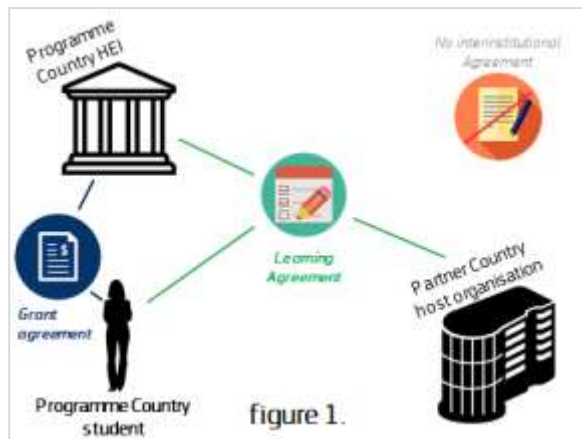 Programme
Country HEI
No interinstitutional
Agreement
Learning
Agreement
$
Grant
agreement
Partner Country
host organisation
Programme Country
student
figure 1.